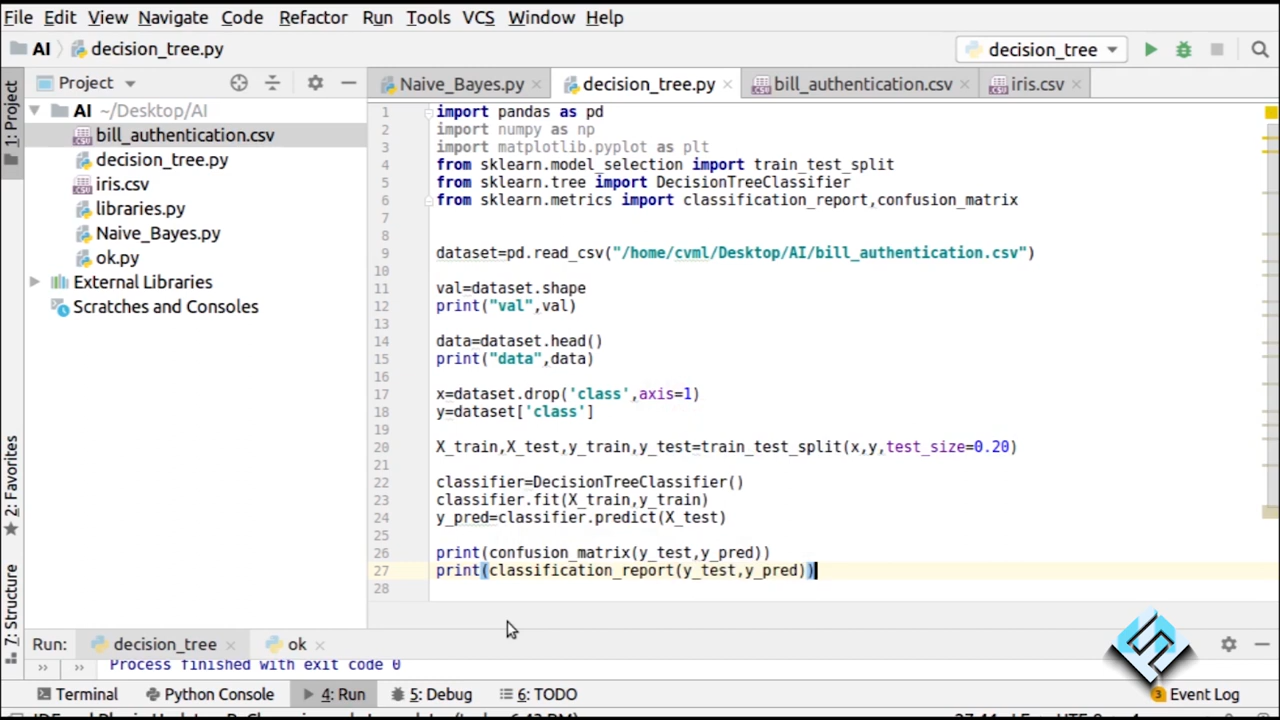 File Edit View Navigate Code Refactor Run Tools VCS Window Help
AI decision_tree.py decision_tree
Project Naive_Bayes.py decision_tree.py bill_authentication.csv iris.csv
1: Project
AI ~/Desktop/AI
bill_authentication.csv
decision_tree.py
iris.csv
libraries.py
Naive_Bayes.py
ok.py
External Libraries
Scratches and Consoles
2: Favorites
7: Structure
1 import pandas as pd
2 import numpy as np
3 import matplotlib.pyplot as plt
4 from sklearn.model_selection import train_test_split
5 from sklearn.tree import DecisionTreeClassifier
6 from sklearn.metrics import classification_report,confusion_matrix
7
8
9 dataset=pd.read_csv("/home/cvml/Desktop/AI/bill_authentication.csv")
10
11 val=dataset.shape
12 print("val",val)
13
14 data=dataset.head()
15 print("data",data)
16
17 x=dataset.drop('class',axis=1)
18 y=dataset['class']
19
20 X_train,X_test,y_train,y_test=train_test_split(x,y,test_size=0.20)
21
22 classifier=DecisionTreeClassifier()
23 classifier.fit(X_train,y_train)
24 y_pred=classifier.predict(X_test)
25
26 print(confusion_matrix(y_test,y_pred))
27 print(classification_report(y_test,y_pred))
28
Run: decision_tree ok
Process finished with exit code 0
Terminal Python Console 4: Run 5: Debug 6: TODO 3 Event Log